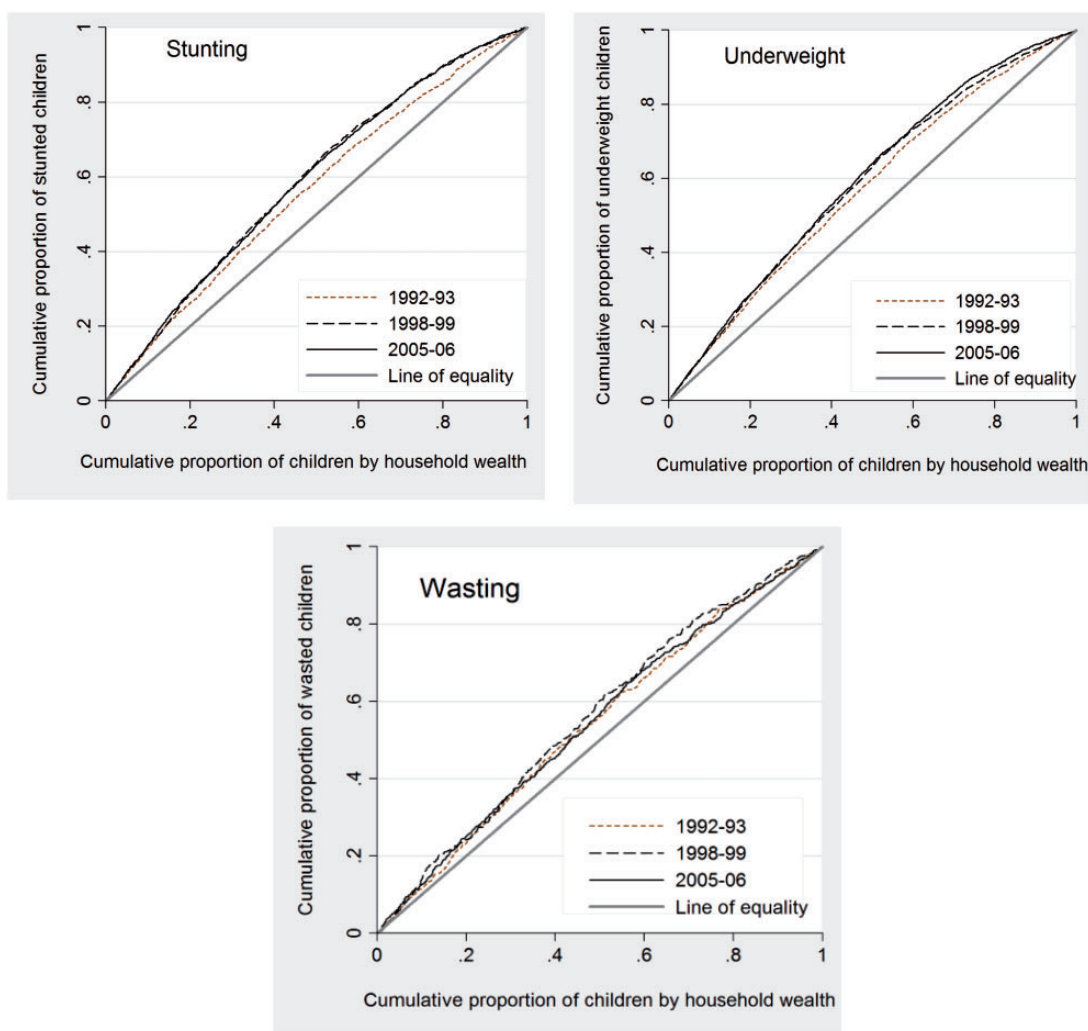 Stunting
Cumulative proportion of stunted children
1
.8
.6
.4
.2
0
1992-93
1998-99
2005-06
Line of equality
0 .2 .4 .6 .8 1
Cumulative proportion of children by household wealth
Underweight
Cumulative proportion of underweight children
1
.8
.6
.4
.2
0
1992-93
1998-99
2005-06
Line of equality
0 .2 .4 .6 .8 1
Cumulative proportion of children by household wealth
Wasting
Cumulative proportion of wasted children
1
.8
.6
.4
.2
0
1992-93
1998-99
2005-06
Line of equality
0 .2 .4 .6 .8 1
Cumulative proportion of children by household wealth